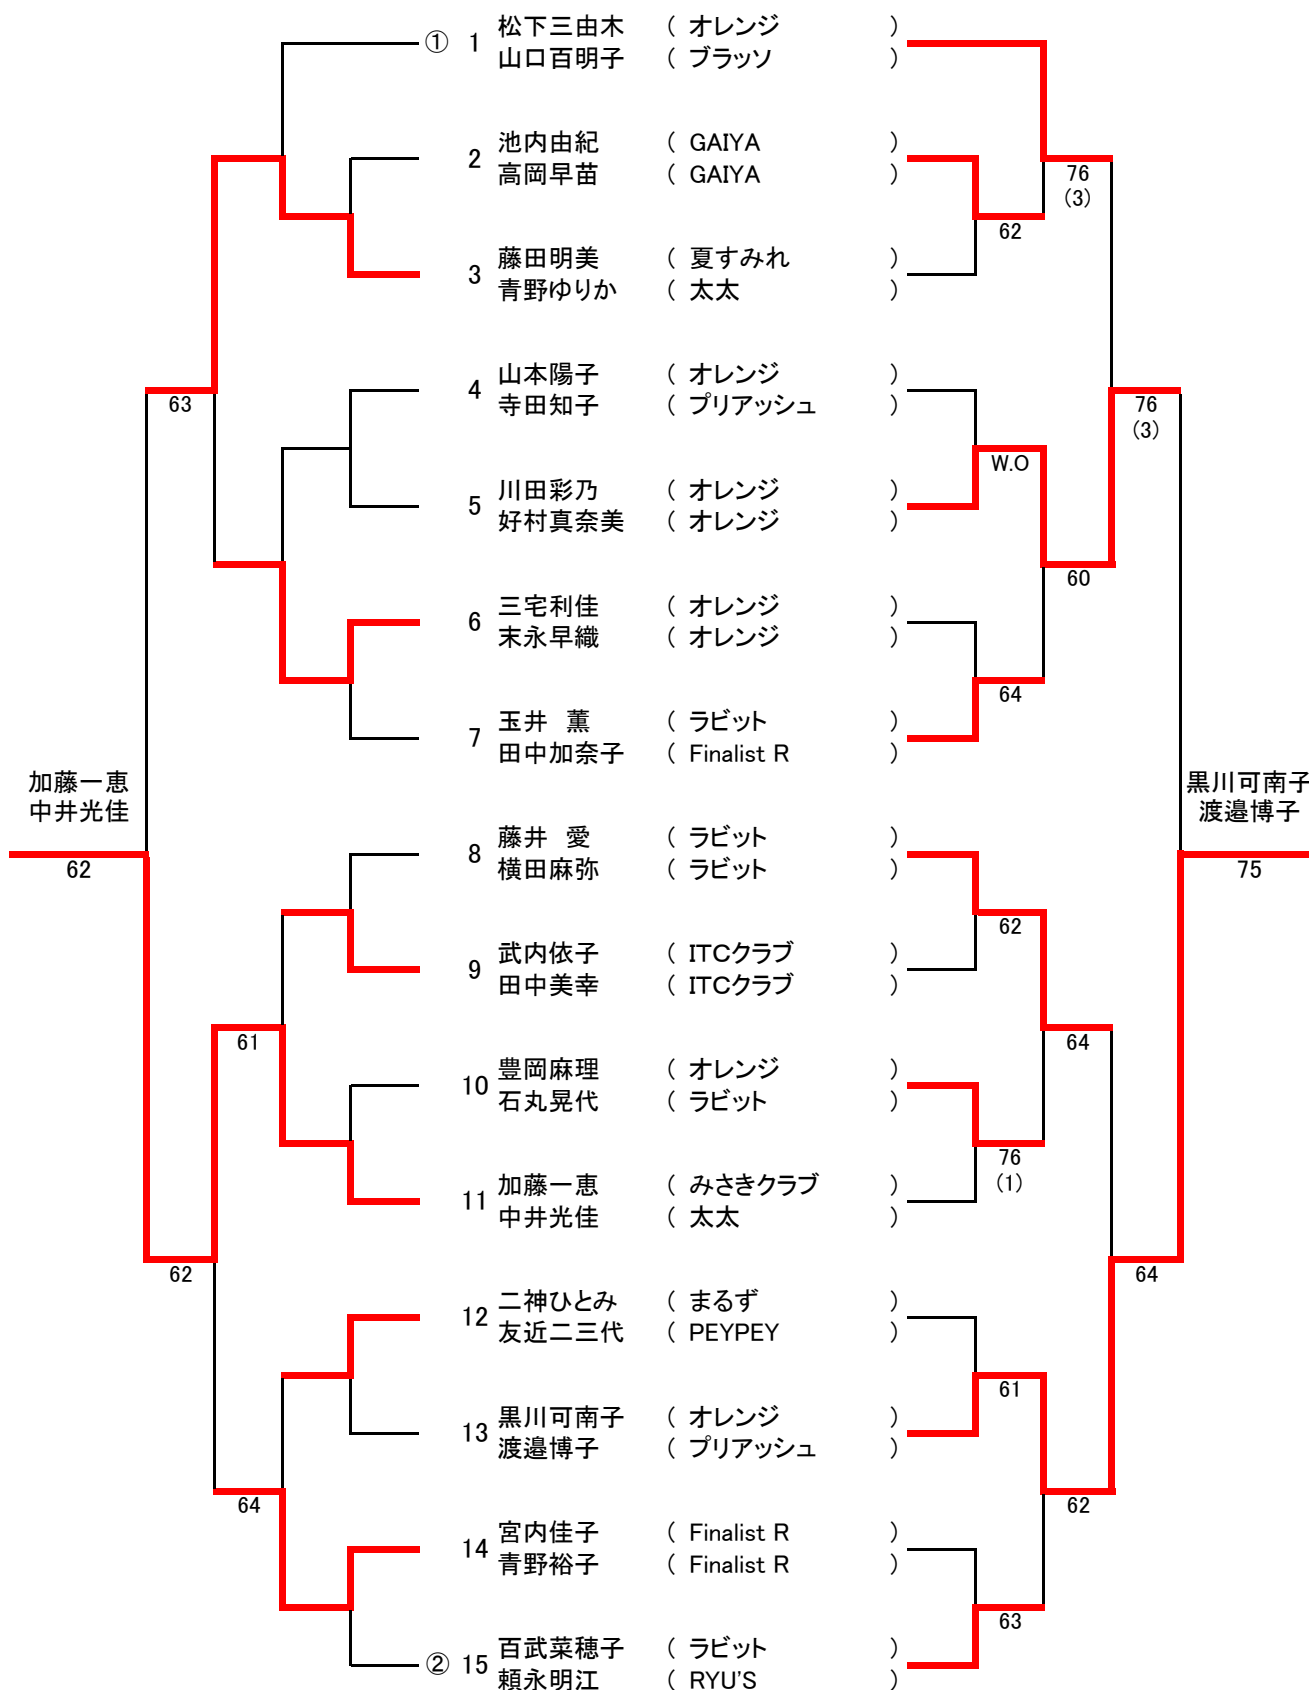 ① 1 松下三由木 ( オレンジ )
山口百明子 ( ブラッソ )
2 池内由紀 ( GAIYA )
高岡早苗 ( GAIYA )
76
(3)
62
3 藤田明美 ( 夏すみれ )
青野ゆりか ( 太太 )
4 山本陽子 ( オレンジ )
寺田知子 ( プリアッシュ )
63
76
(3)
W.O
5 川田彩乃 ( オレンジ )
好村真奈美 ( オレンジ )
60
6 三宅利佳 ( オレンジ )
末永早織 ( オレンジ )
64
7 玉井 薫 ( ラビット )
田中加奈子 ( Finalist R )
加藤一恵
中井光佳
黒川可南子
渡邉博子
8 藤井 愛 ( ラビット )
横田麻弥 ( ラビット )
62
75
62
9 武内依子 ( ITCクラブ )
田中美幸 ( ITCクラブ )
61
64
10 豊岡麻理 ( オレンジ )
石丸晃代 ( ラビット )
76
(1)
11 加藤一恵 ( みさきクラブ )
中井光佳 ( 太太 )
62
64
12 二神ひとみ ( まるず )
友近二三代 ( PEYPEY )
61
13 黒川可南子 ( オレンジ )
渡邉博子 ( プリアッシュ )
64
62
14 宮内佳子 ( Finalist R )
青野裕子 ( Finalist R )
63
② 15 百武菜穂子 ( ラビット )
頼永明江 ( RYU'S )